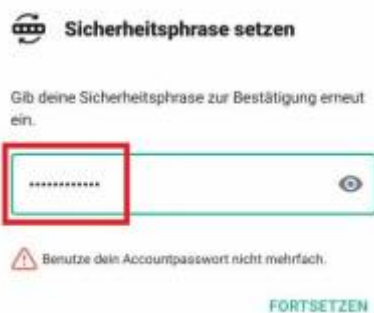 Sicherheitsphrase setzen
Gib deine Sicherheitsphrase zur Bestätigung erneut
ein.
············
Benutze dein Accountpasswort nicht mehrfach.
FORTSETZEN